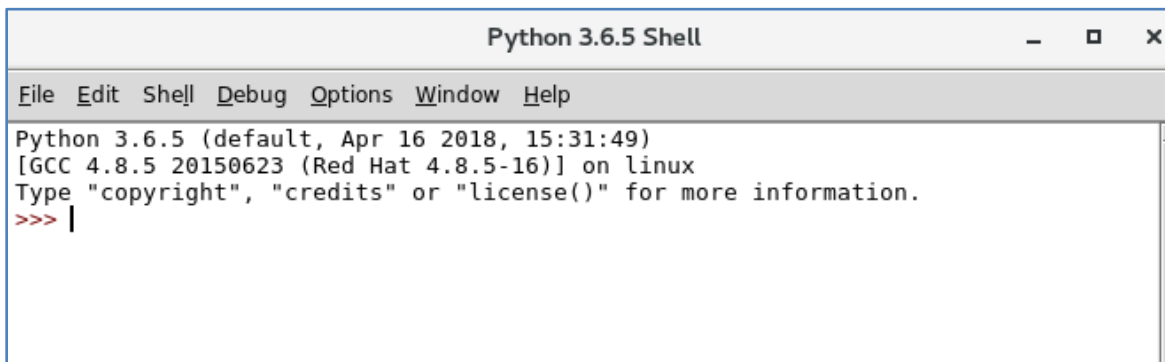 Python 3.6.5 Shell
File Edit Shell Debug Options Window Help
Python 3.6.5 (default, Apr 16 2018, 15:31:49)
[GCC 4.8.5 20150623 (Red Hat 4.8.5-16)] on linux
Type "copyright", "credits" or "license()" for more information.
>>>